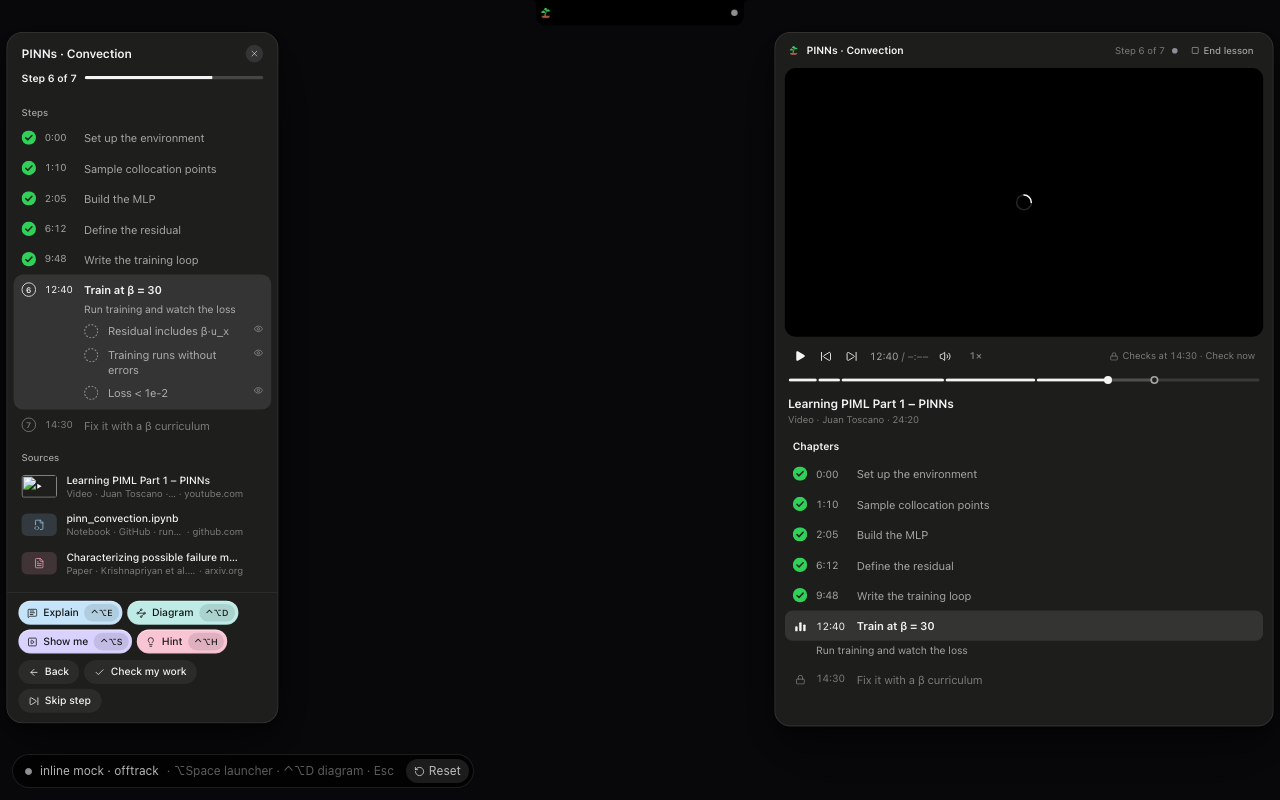 PINNs · Convection
Step 6 of 7
Steps
0:00 Set up the environment
1:10 Sample collocation points
2:05 Build the MLP
6:12 Define the residual
9:48 Write the training loop
6 12:40 Train at β = 30
Run training and watch the loss
Residual includes β·u_x
Training runs without
errors
Loss < 1e-2
7 14:30 Fix it with a β curriculum
Sources
Learning PIML Part 1 – PINNs
Video · Juan Toscano ·… · youtube.com
pinn_convection.ipynb
Notebook · GitHub · run… · github.com
Characterizing possible failure m…
Paper · Krishnapriyan et al.… · arxiv.org
Explain ^⌥E Diagram ^⌥D
Show me ^⌥S Hint ^⌥H
Back Check my work
Skip step
PINNs · Convection Step 6 of 7 End lesson
12:40 / –:–– 1× Checks at 14:30 · Check now
Learning PIML Part 1 – PINNs
Video · Juan Toscano · 24:20
Chapters
0:00 Set up the environment
1:10 Sample collocation points
2:05 Build the MLP
6:12 Define the residual
9:48 Write the training loop
12:40 Train at β = 30
Run training and watch the loss
14:30 Fix it with a β curriculum
inline mock · offtrack · ⌥Space launcher · ^⌥D diagram · Esc Reset